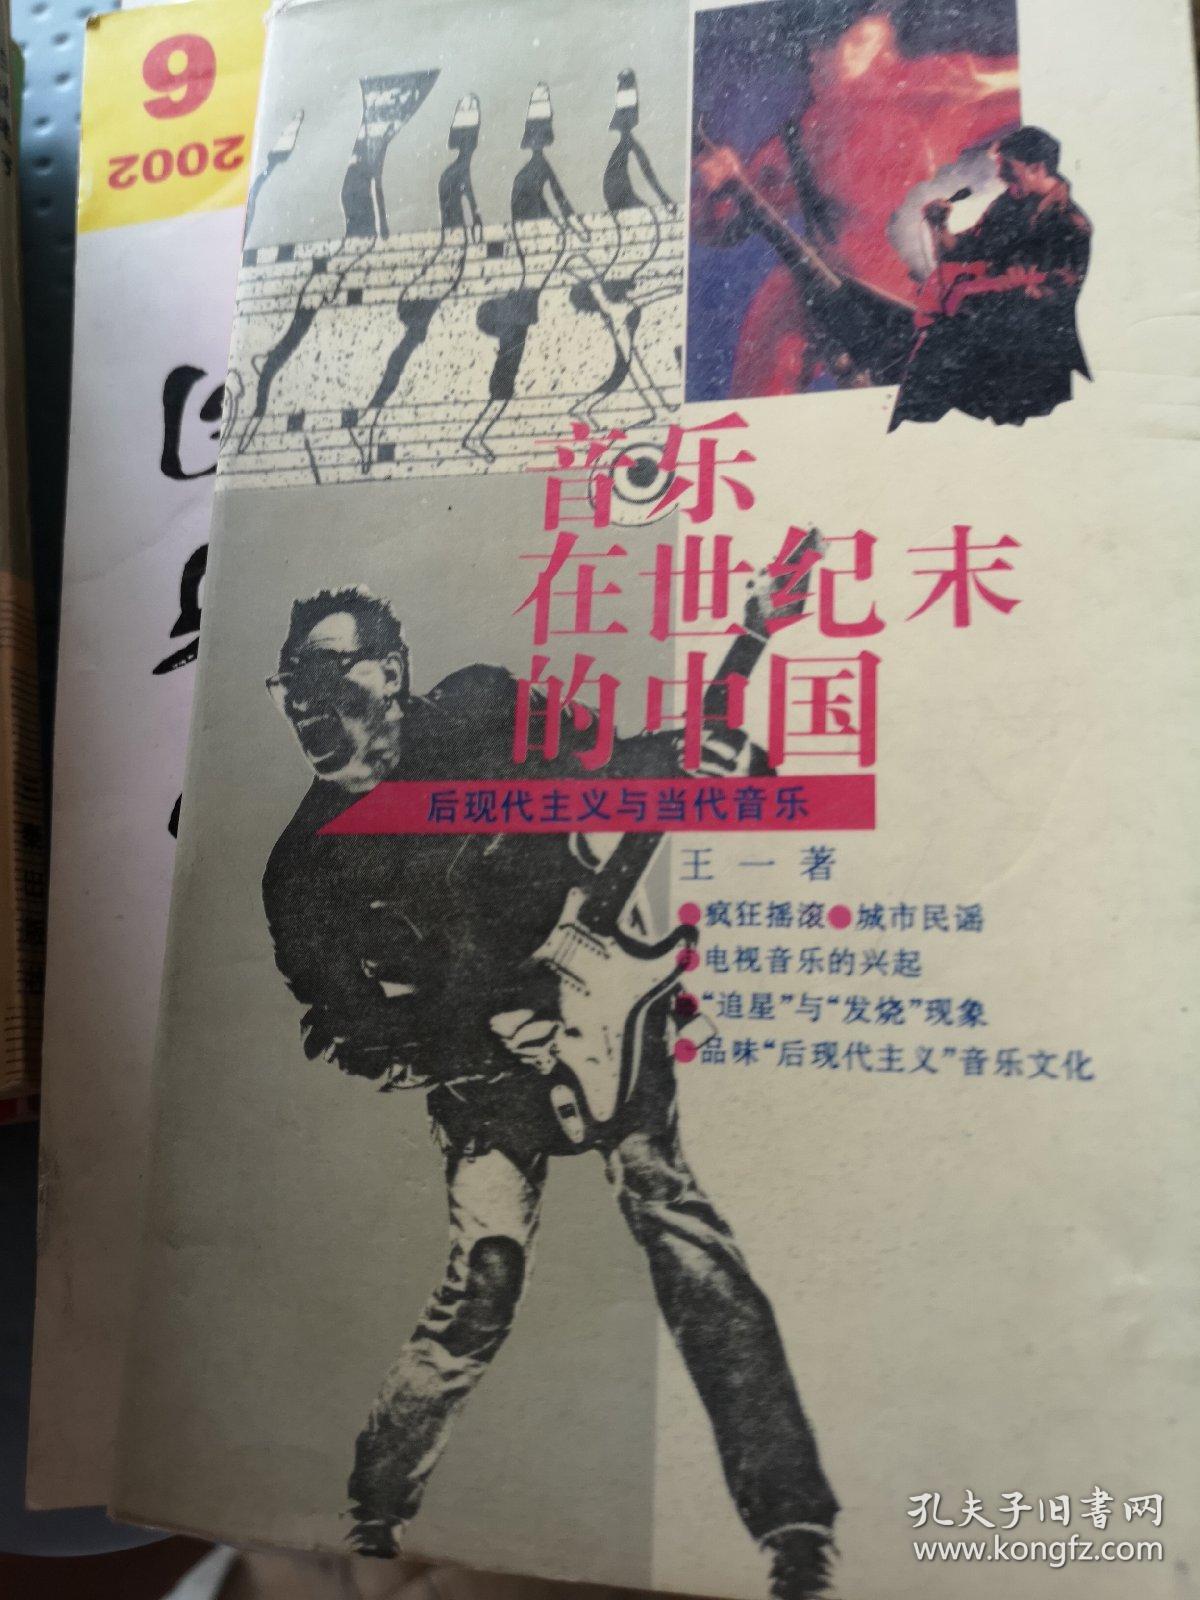 音乐
在世纪末
的中国
后现代主义与当代音乐
王一著
●疯狂摇滚●城市民谣
●电视音乐的兴起
●“追星”与“发烧”现象
●品味“后现代主义”音乐文化
6
2002
孔夫子旧书网
www.kongfz.com